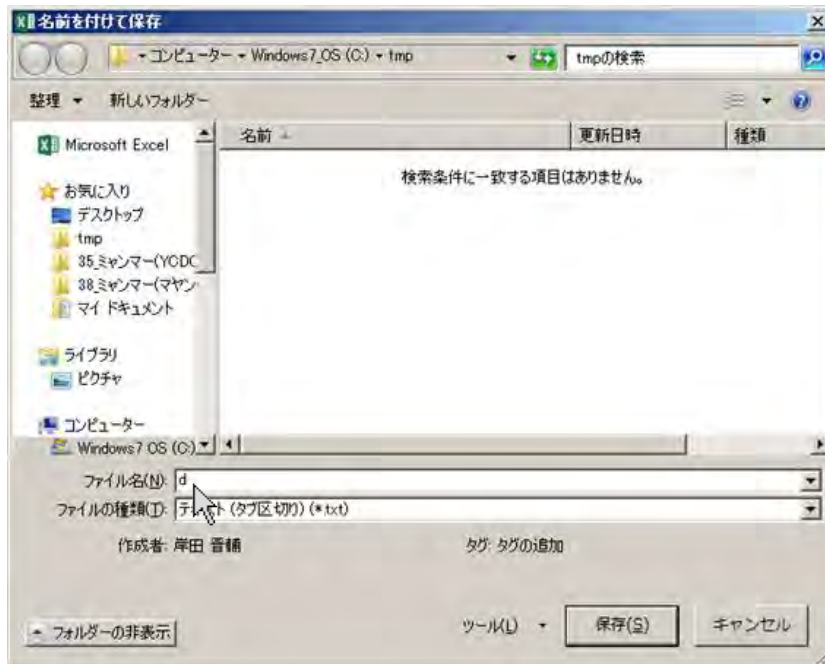 名前を付けて保存
コンピューター Windows7_OS (C:) tmp
tmpの検索
整理 新しいフォルダー
Microsoft Excel
お気に入り
デスクトップ
tmp
35_ミャンマー(YCDC
38_ミャンマー(マヤン
マイ ドキュメント
ライブラリ
ピクチャ
コンピューター
Windows7 OS (C:)
名前 更新日時 種類
検索条件に一致する項目はありません。
ファイル名(N): d
ファイルの種類(T): テキスト (タブ区切り) (*.txt)
作成者: 岸田 晋輔 タグ: タグの追加
フォルダーの非表示 ツール(L) 保存(S) キャンセル